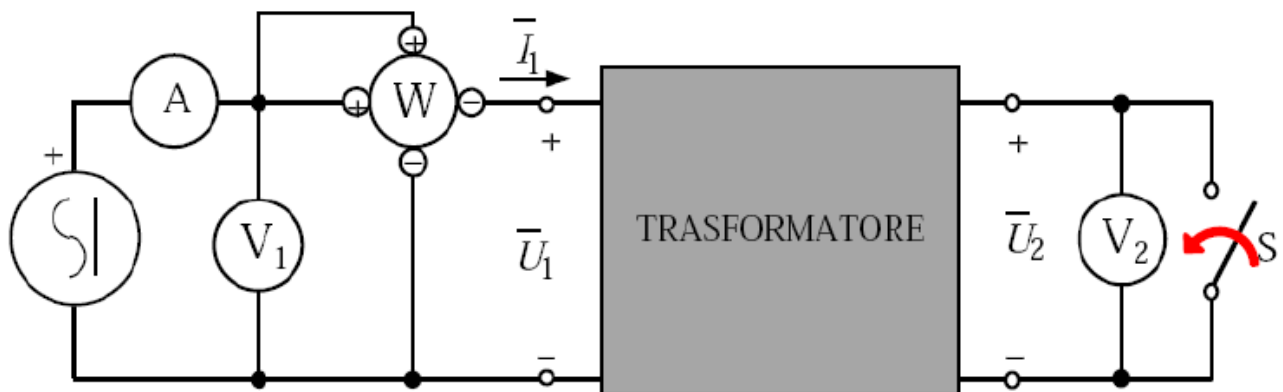 A
W
+
+
−
−
I̅₁
+
V₁
+
U̅₁
−
TRASFORMATORE
+
U̅₂
−
V₂
S